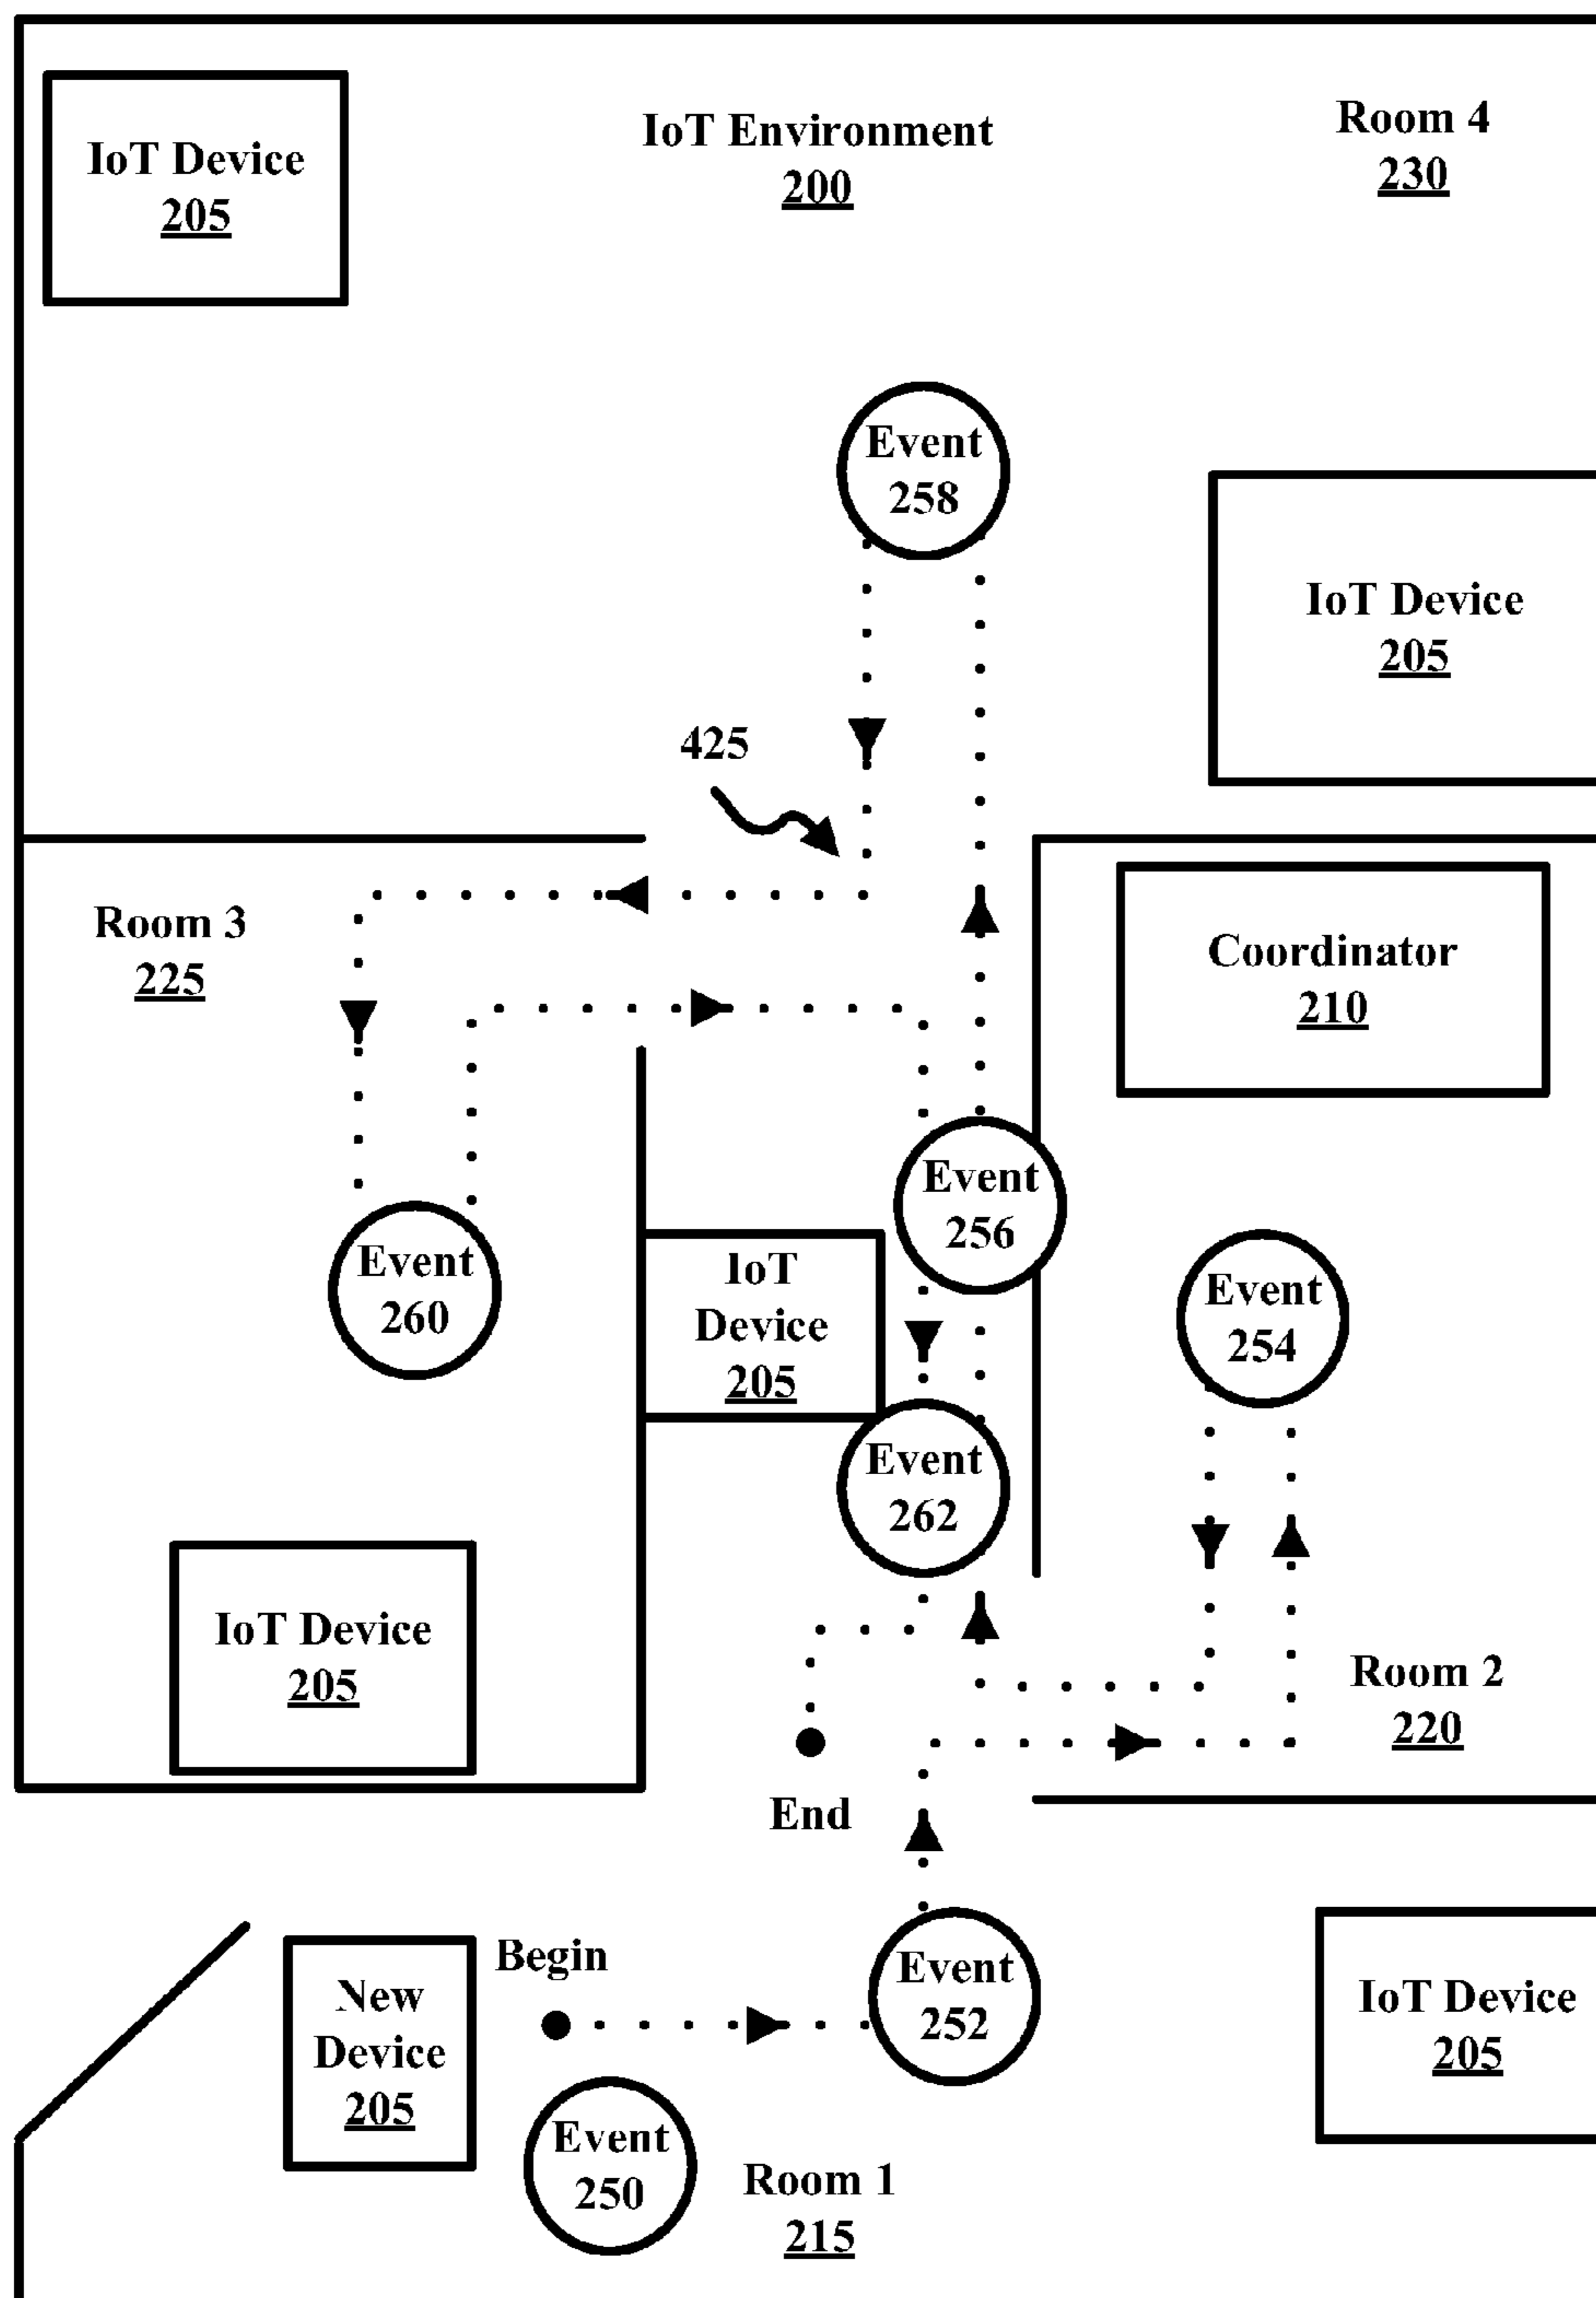 IoT Device
205
IoT Environment
200
Room 4
230
Event
258
IoT Device
205
425
Room 3
225
Coordinator
210
Event
256
Event
260
IoT
Device
205
Event
254
Event
262
IoT Device
205
Room 2
220
End
Begin
New
Device
205
Event
252
IoT Device
205
Event
250
Room 1
215